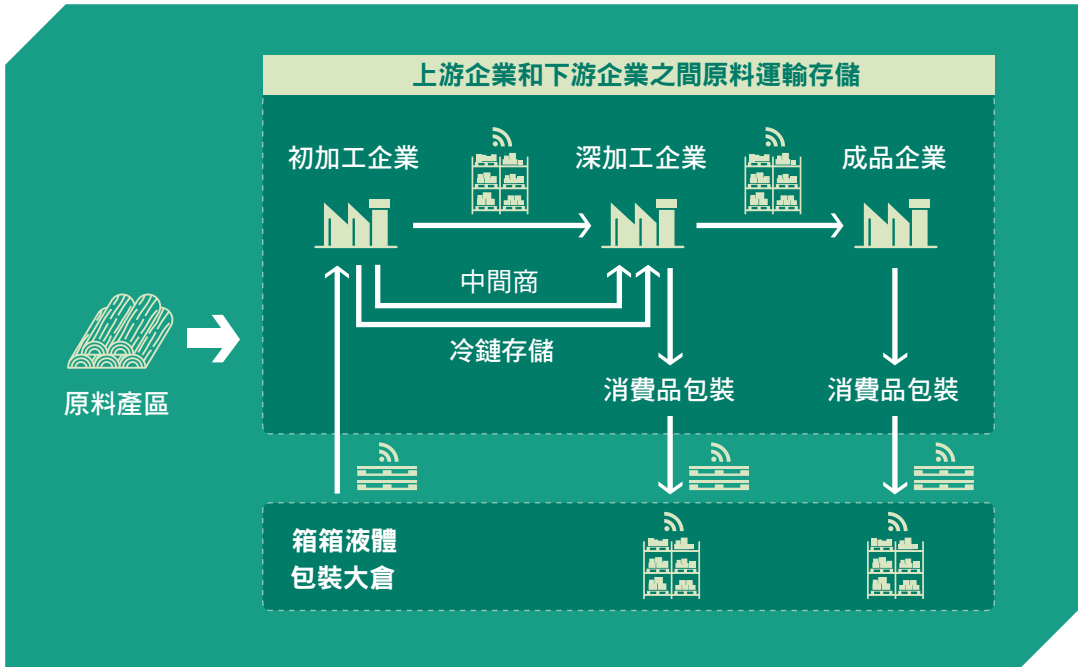 上游企業和下游企業之間原料運輸存儲
初加工企業
深加工企業
成品企業
中間商
冷鏈存儲
原料產區
消費品包裝
消費品包裝
箱箱液體
包裝大倉